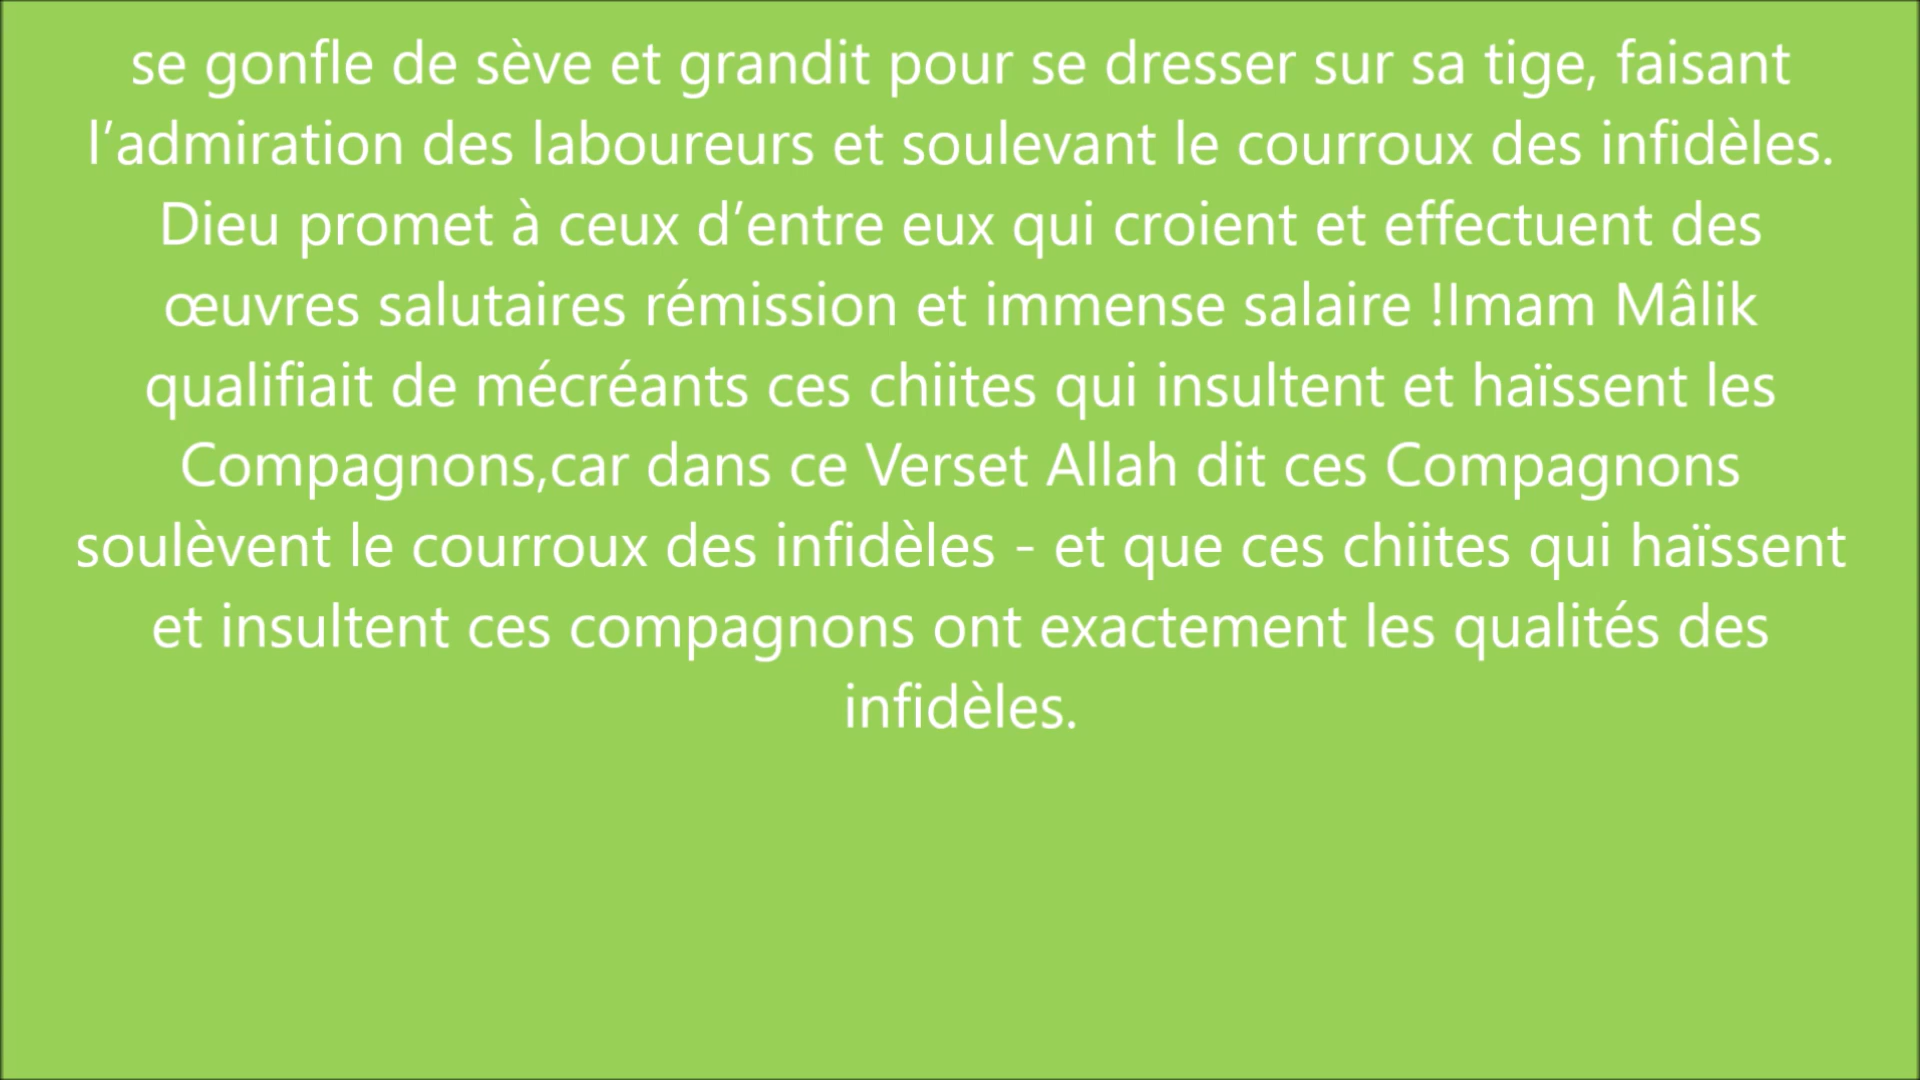 se gonfle de sève et grandit pour se dresser sur sa tige, faisant
l’admiration des laboureurs et soulevant le courroux des infidèles.
Dieu promet à ceux d’entre eux qui croient et effectuent des
œuvres salutaires rémission et immense salaire !Imam Mâlik
qualifiait de mécréants ces chiites qui insultent et haïssent les
Compagnons,car dans ce Verset Allah dit ces Compagnons
soulèvent le courroux des infidèles - et que ces chiites qui haïssent
et insultent ces compagnons ont exactement les qualités des
infidèles.